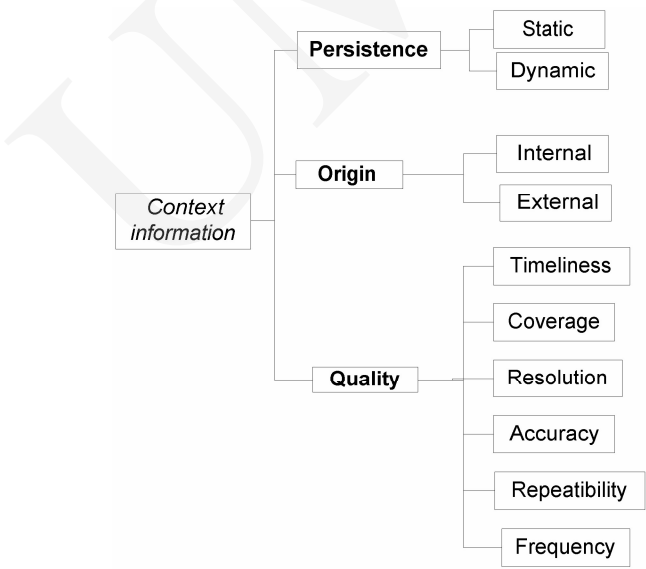 Persistence
Static
Dynamic
Origin
Internal
External
Context
information
Quality
Timeliness
Coverage
Resolution
Accuracy
Repeatibility
Frequency